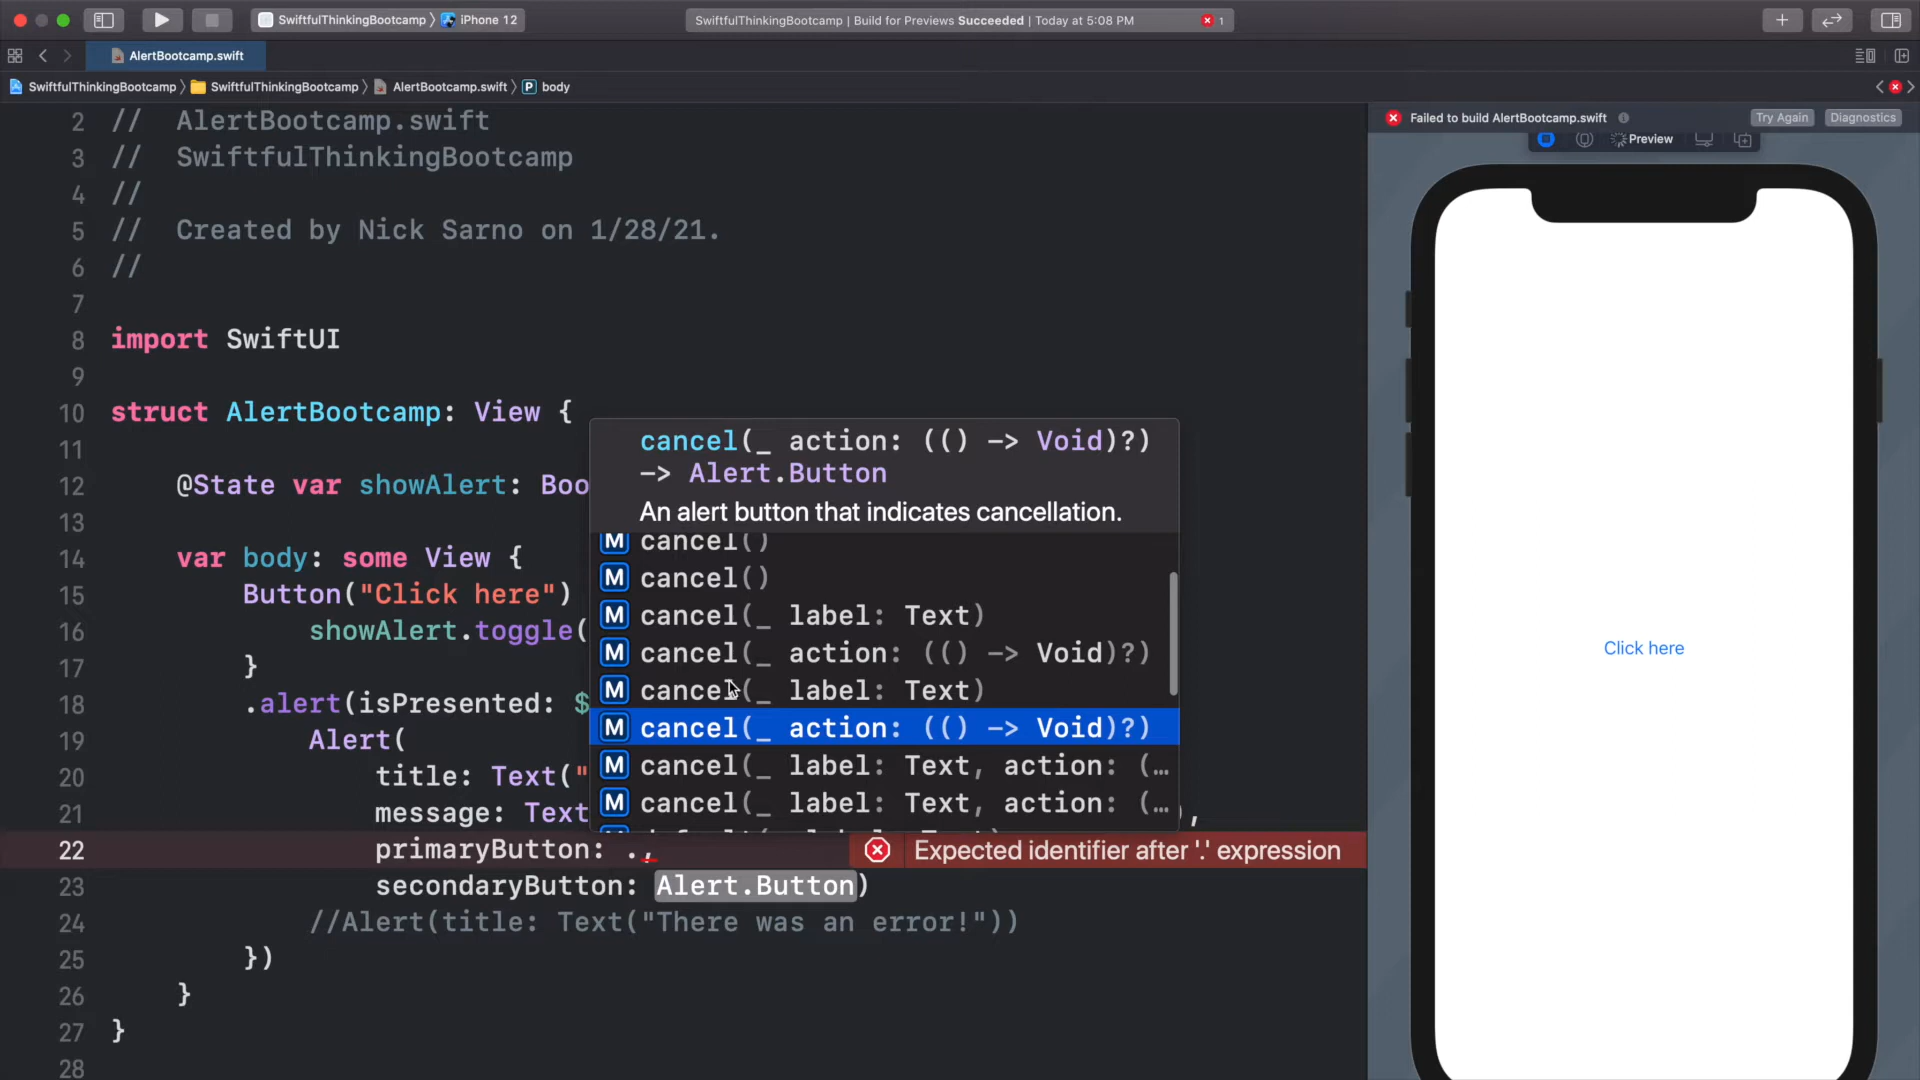 SwiftfulThinkingBootcamp 〉 iPhone 12
SwiftfulThinkingBootcamp | Build for Previews Succeeded | Today at 5:08 PM
1
AlertBootcamp.swift
SwiftfulThinkingBootcamp 〉 SwiftfulThinkingBootcamp 〉 AlertBootcamp.swift 〉 P body
Failed to build AlertBootcamp.swift
Try Again
Diagnostics
Preview
2 // AlertBootcamp.swift
3 // SwiftfulThinkingBootcamp
4 //
5 // Created by Nick Sarno on 1/28/21.
6 //
7
8 import SwiftUI
9
10 struct AlertBootcamp: View {
11
12 @State var showAlert: Boo
13
14 var body: some View {
15 Button("Click here")
16 showAlert.toggle(
17 }
18 .alert(isPresented: $
19 Alert(
20 title: Text("
21 message: Text ),
22 primaryButton: .,
Expected identifier after '.' expression
23 secondaryButton: Alert.Button)
24 //Alert(title: Text("There was an error!"))
25 })
26 }
27 }
28
cancel(_ action: (() -> Void)?)
-> Alert.Button
An alert button that indicates cancellation.
M cancel()
M cancel()
M cancel(_ label: Text)
M cancel(_ action: (() -> Void)?)
M cancel(_ label: Text)
M cancel(_ action: (() -> Void)?)
M cancel(_ label: Text, action: (…
M cancel(_ label: Text, action: (…
Click here